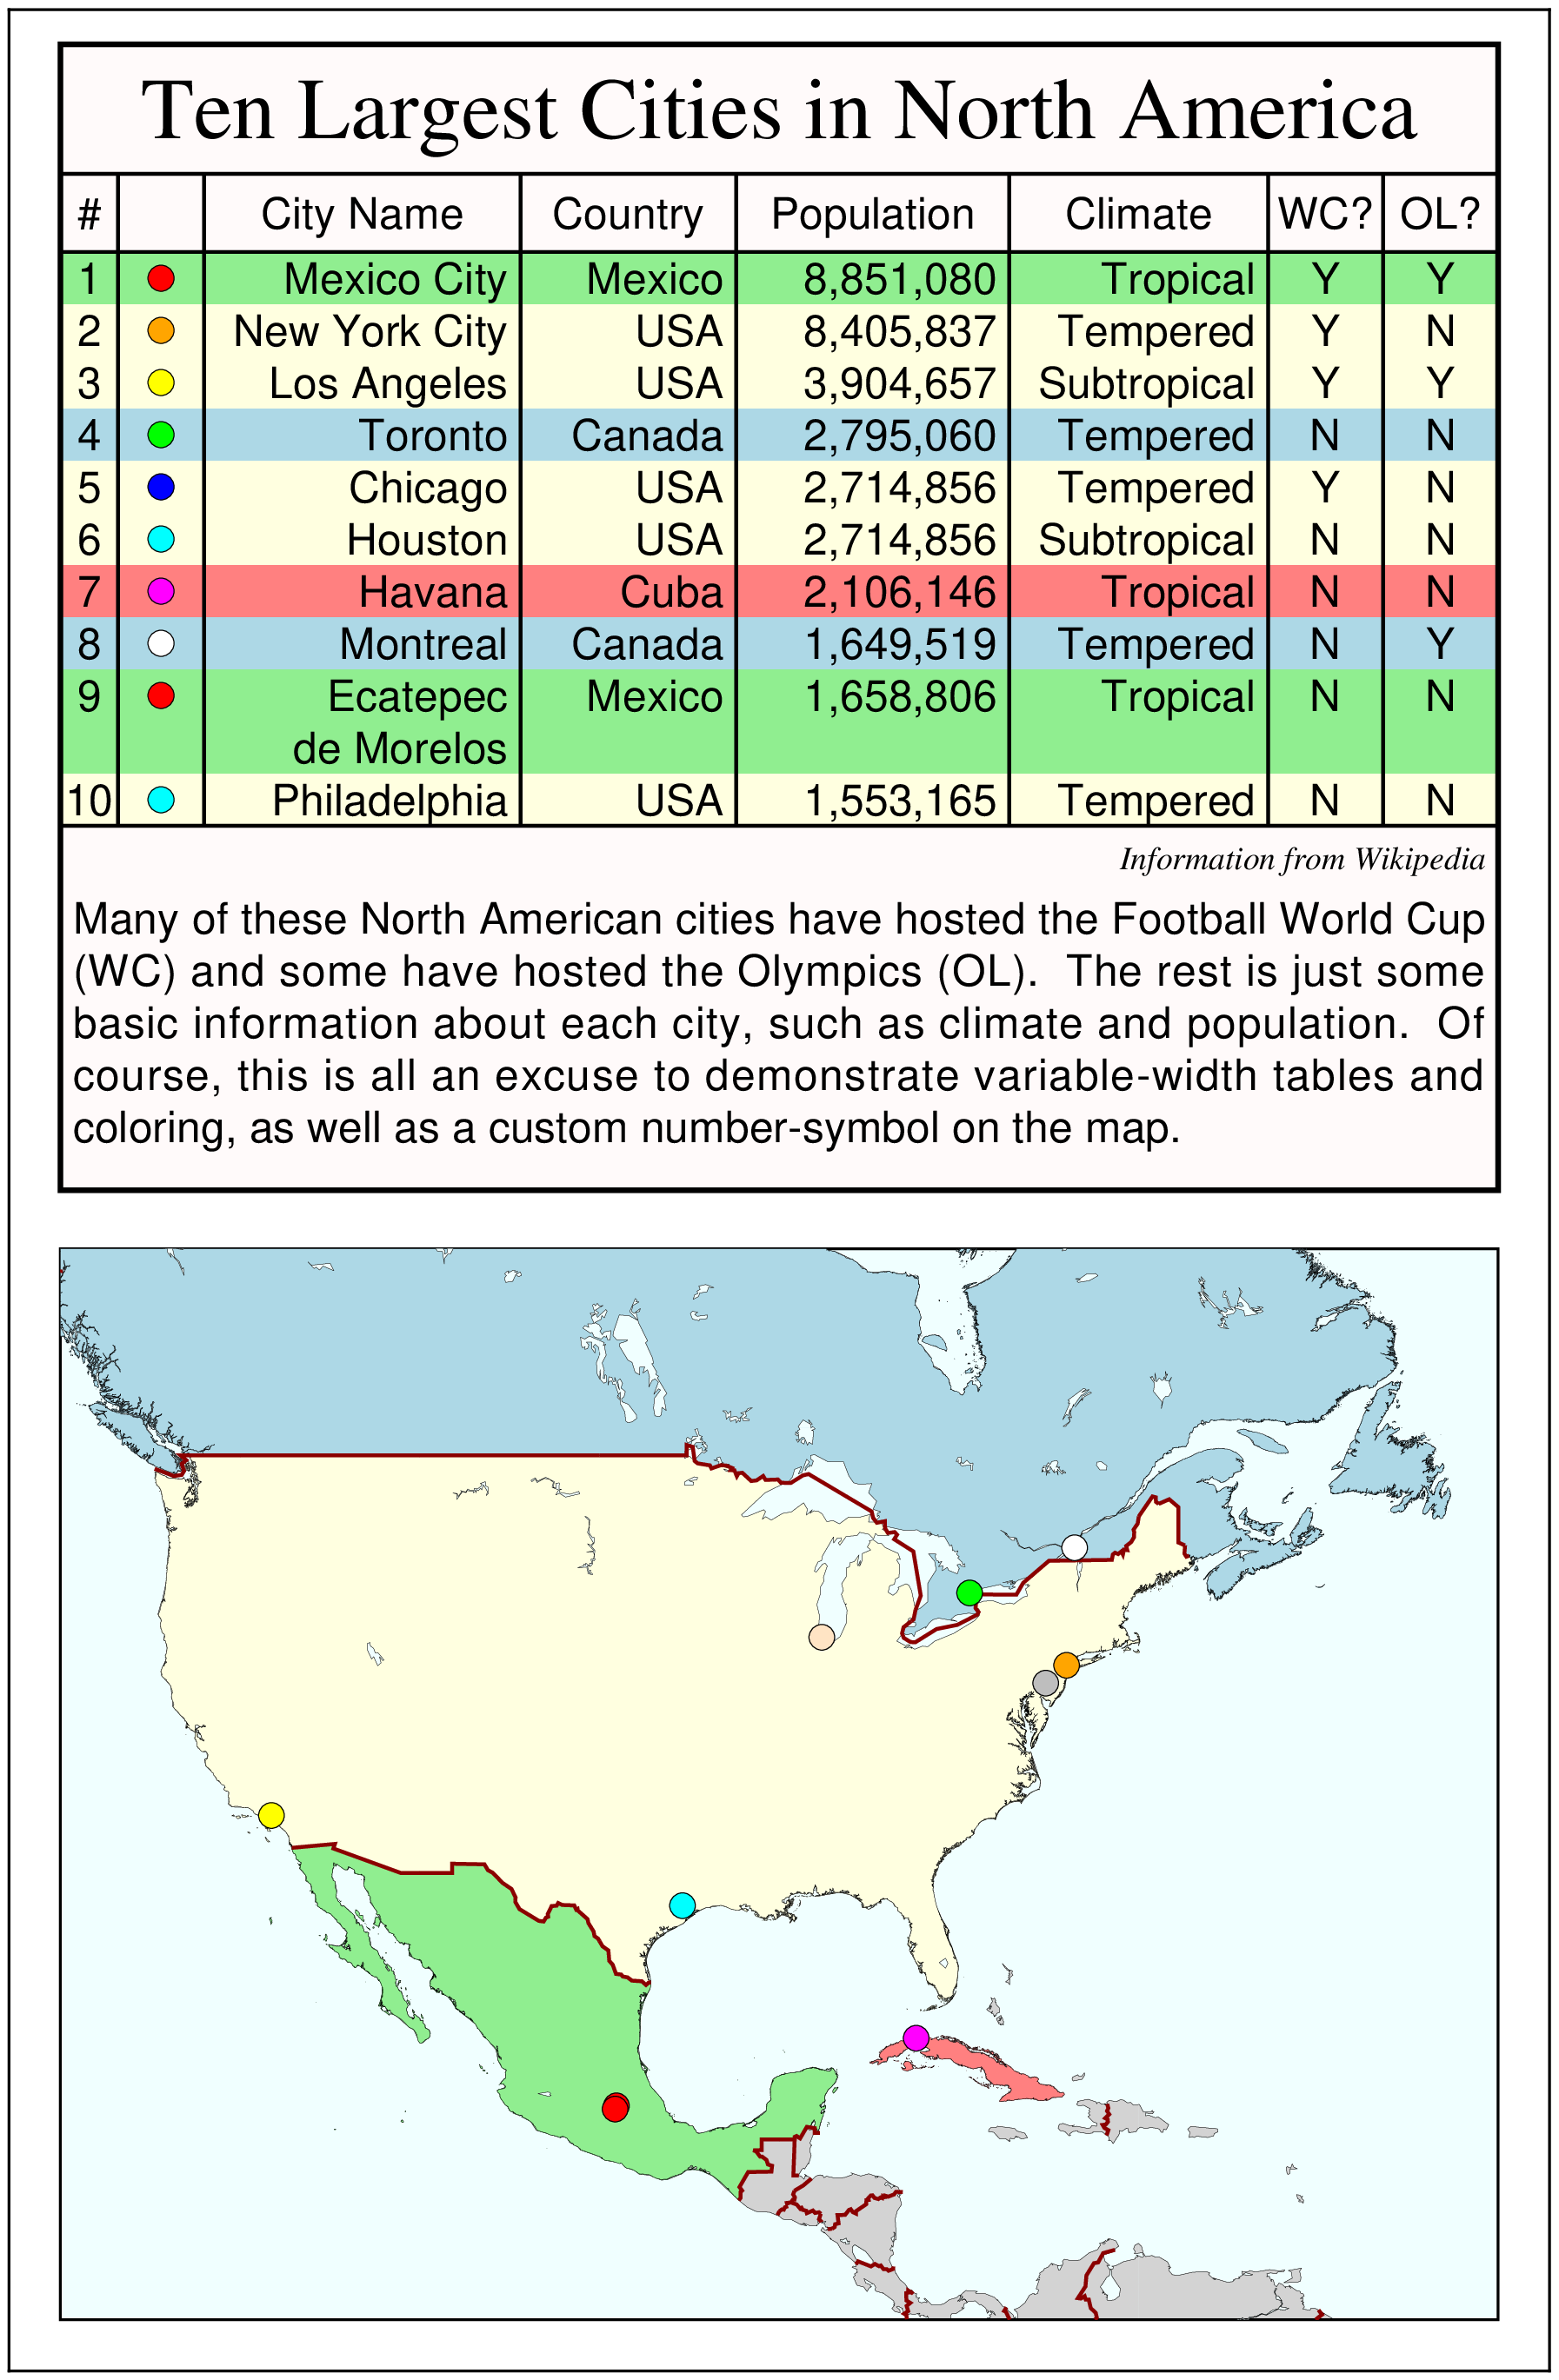 Ten Largest Cities in North America
# City Name Country Population Climate WC? OL?
1 Mexico City Mexico 8,851,080 Tropical Y Y
2 New York City USA 8,405,837 Tempered Y N
3 Los Angeles USA 3,904,657 Subtropical Y Y
4 Toronto Canada 2,795,060 Tempered N N
5 Chicago USA 2,714,856 Tempered Y N
6 Houston USA 2,714,856 Subtropical N N
7 Havana Cuba 2,106,146 Tropical N N
8 Montreal Canada 1,649,519 Tempered N Y
9 Ecatepec Mexico 1,658,806 Tropical N N
de Morelos
10 Philadelphia USA 1,553,165 Tempered N N
Information from Wikipedia
Many of these North American cities have hosted the Football World Cup
(WC) and some have hosted the Olympics (OL). The rest is just some
basic information about each city, such as climate and population. Of
course, this is all an excuse to demonstrate variable-width tables and
coloring, as well as a custom number-symbol on the map.